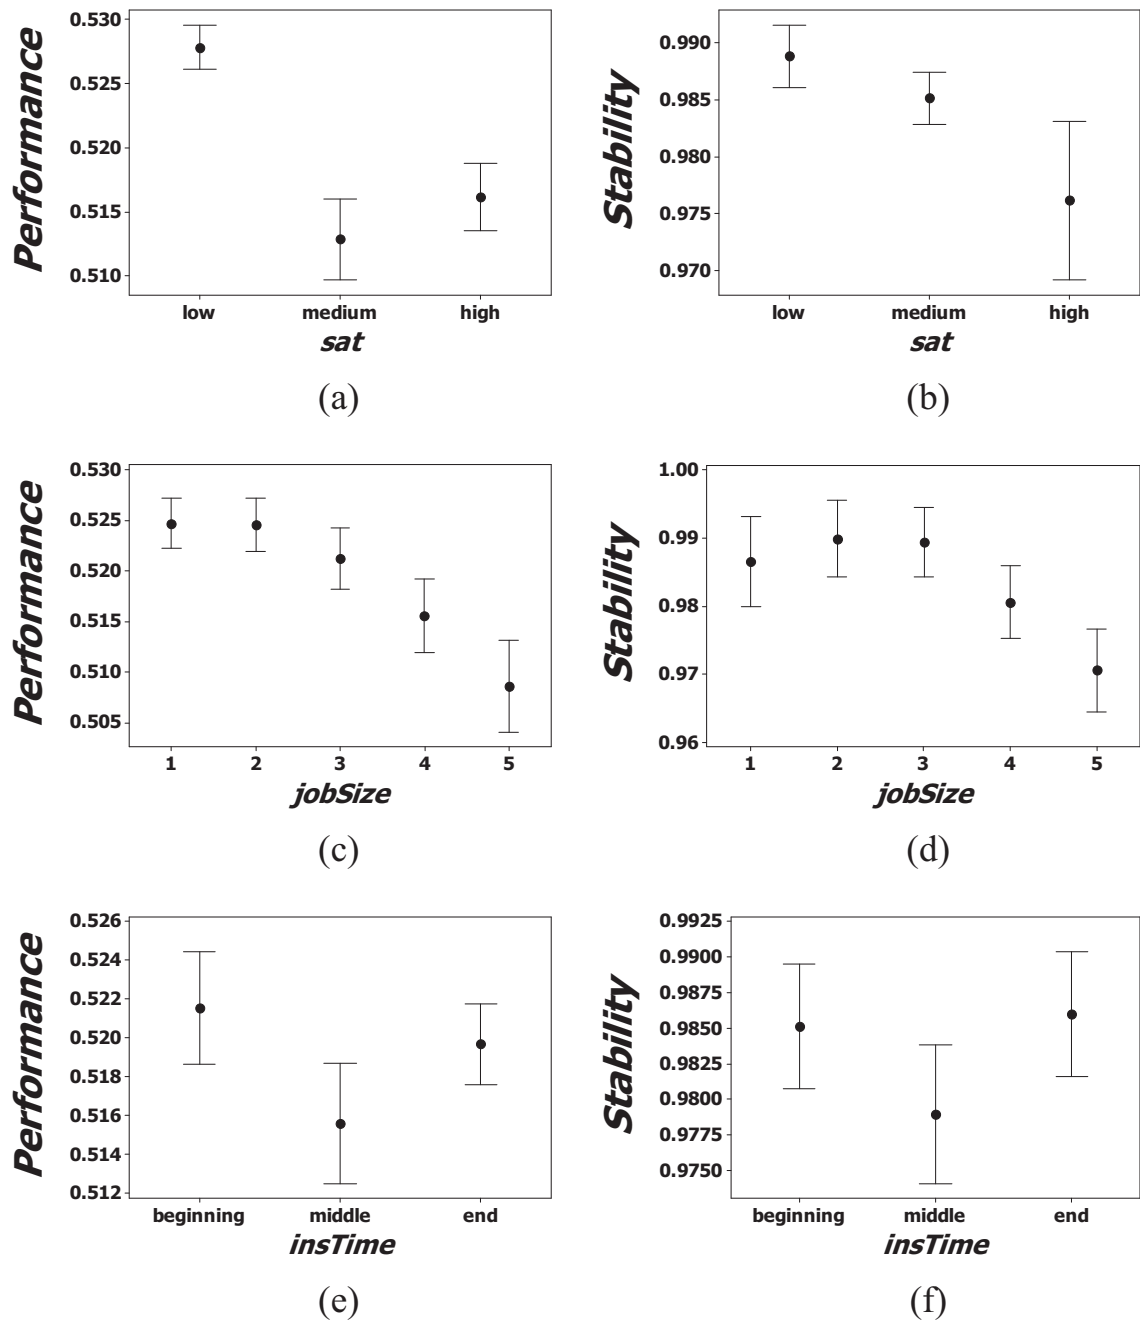 Performance
0.530
0.525
0.520
0.515
0.510
low medium high
sat
(a)
Stability
0.990
0.985
0.980
0.975
0.970
low medium high
sat
(b)
Performance
0.530
0.525
0.520
0.515
0.510
0.505
1 2 3 4 5
jobSize
(c)
Stability
1.00
0.99
0.98
0.97
0.96
1 2 3 4 5
jobSize
(d)
Performance
0.526
0.524
0.522
0.520
0.518
0.516
0.514
0.512
beginning middle end
insTime
(e)
Stability
0.9925
0.9900
0.9875
0.9850
0.9825
0.9800
0.9775
0.9750
beginning middle end
insTime
(f)